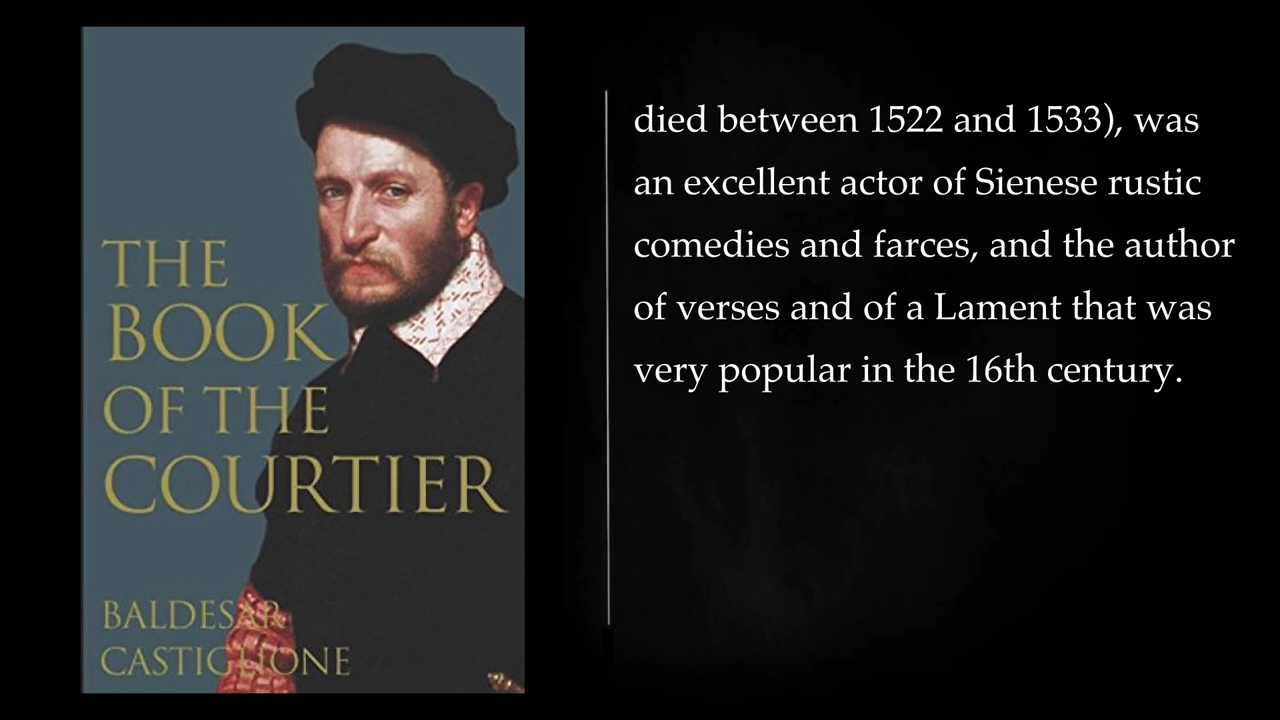 THE
BOOK
OF THE
COURTIER
BALDESAR
CASTIGLIONE
died between 1522 and 1533), was
an excellent actor of Sienese rustic
comedies and farces, and the author
of verses and of a Lament that was
very popular in the 16th century.